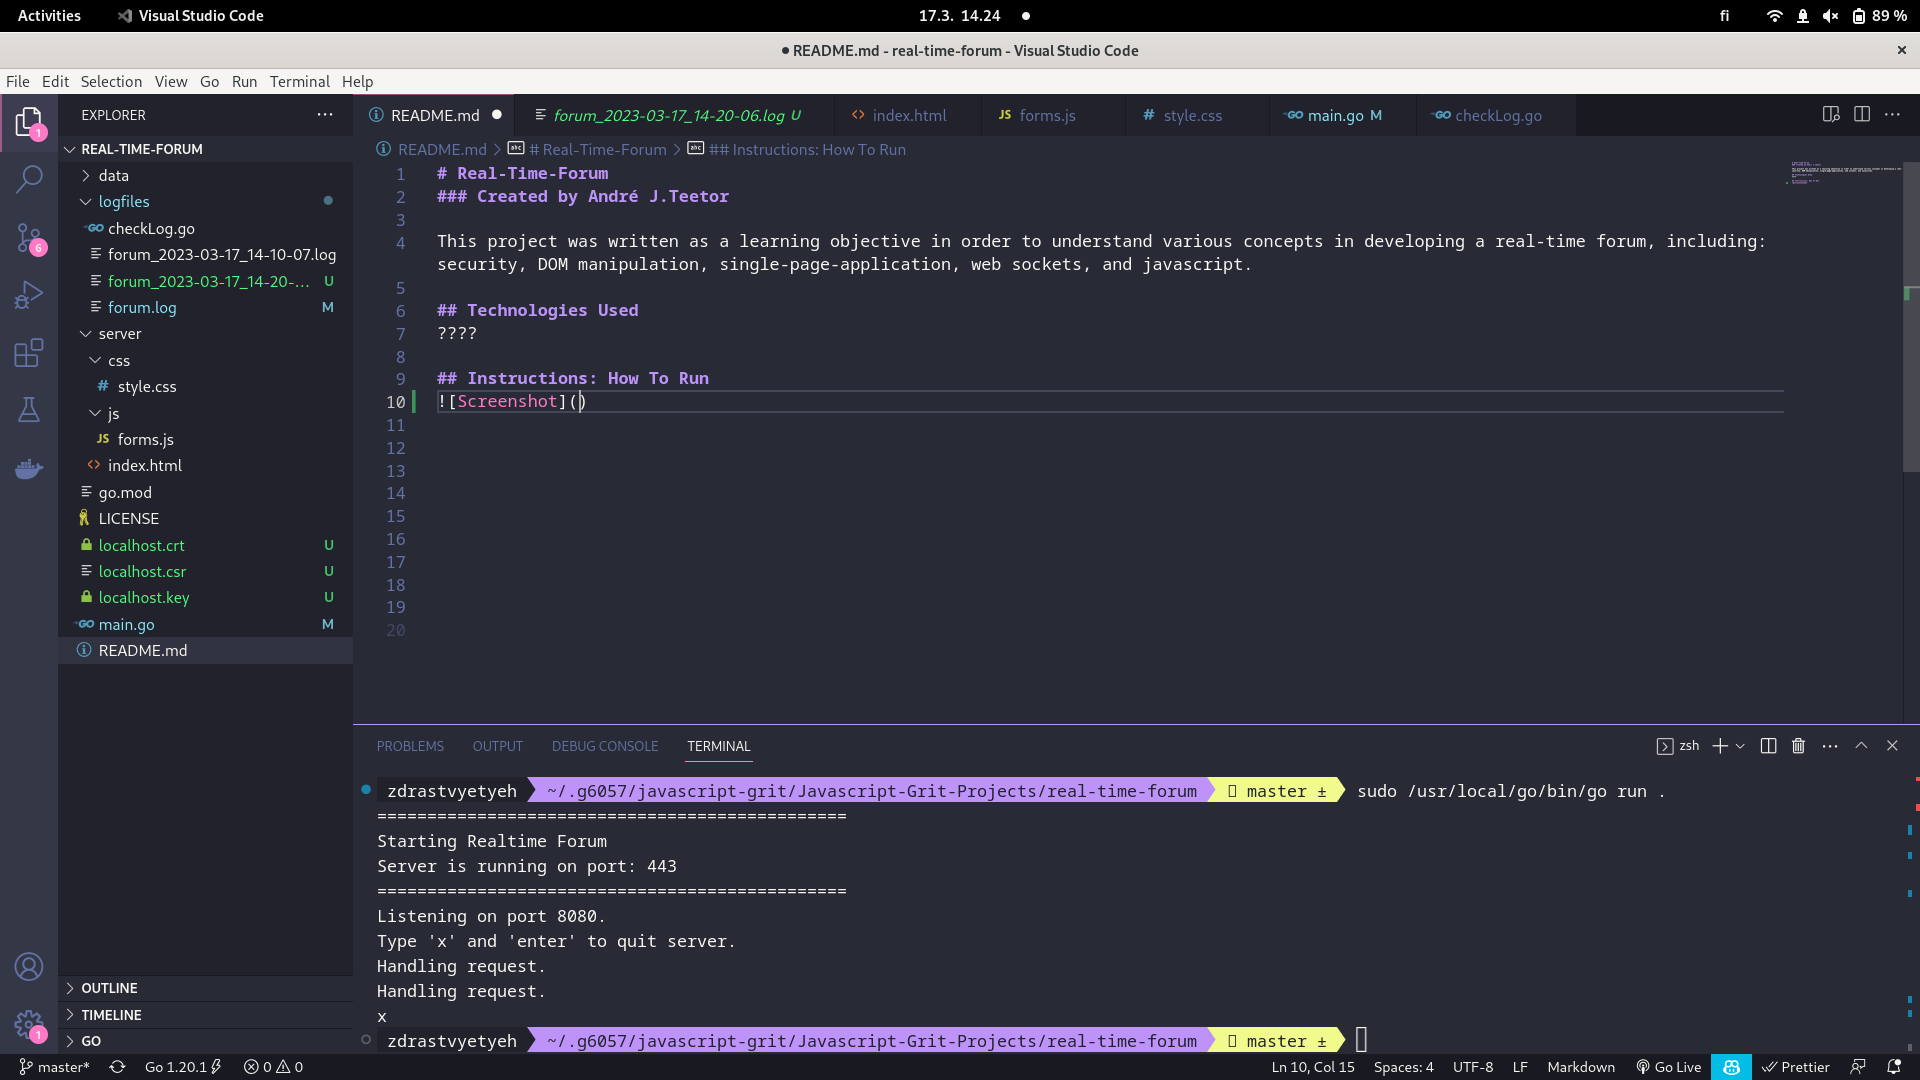 Activities
Visual Studio Code
17.3. 14.24
fi
89 %
README.md - real-time-forum - Visual Studio Code
File Edit Selection View Go Run Terminal Help
EXPLORER
README.md
forum_2023-03-17_14-20-06.log U
index.html
JS forms.js
# style.css
GO main.go M
GO checkLog.go
README.md > # Real-Time-Forum > ## Instructions: How To Run
REAL-TIME-FORUM
data
logfiles
GO checkLog.go
forum_2023-03-17_14-10-07.log
forum_2023-03-17_14-20-... U
forum.log M
server
css
# style.css
js
JS forms.js
index.html
go.mod
LICENSE
localhost.crt U
localhost.csr U
localhost.key U
GO main.go M
README.md
OUTLINE
TIMELINE
GO
1
6
1
1 # Real-Time-Forum
2 ### Created by André J.Teetor
3
4 This project was written as a learning objective in order to understand various concepts in developing a real-time forum, including:
security, DOM manipulation, single-page-application, web sockets, and javascript.
5
6 ## Technologies Used
7 ????
8
9 ## Instructions: How To Run
10 ![Screenshot]()
11
12
13
14
15
16
17
18
19
20
PROBLEMS OUTPUT DEBUG CONSOLE TERMINAL
zsh
zdrastvyetyeh ~/.g6057/javascript-grit/Javascript-Grit-Projects/real-time-forum master ± sudo /usr/local/go/bin/go run .
===============================================
Starting Realtime Forum
Server is running on port: 443
===============================================
Listening on port 8080.
Type 'x' and 'enter' to quit server.
Handling request.
Handling request.
x
zdrastvyetyeh ~/.g6057/javascript-grit/Javascript-Grit-Projects/real-time-forum master ±
master* Go 1.20.1 0 0
Ln 10, Col 15 Spaces: 4 UTF-8 LF Markdown Go Live Prettier